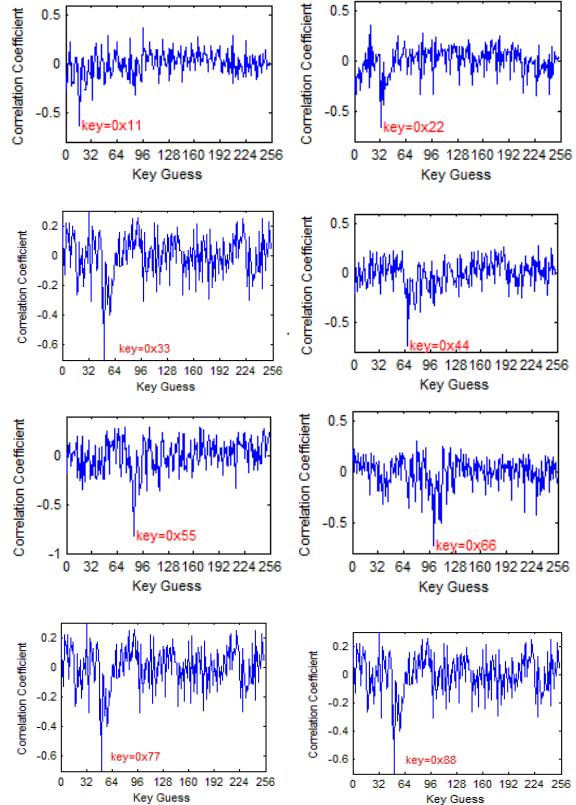 0.5
0
-0.5
Correlation Coefficient
key=0x11
0 32 64 96 128 160 192 224 256
Key Guess
0.5
0
-0.5
Correlation Coefficient
key=0x22
0 32 64 96 128 160 192 224 256
Key Guess
0.2
0
-0.2
-0.4
-0.6
Correlation Coefficient
key=0x33
0 32 64 96 128 160 192 224 256
Key Guess
0.5
0
-0.5
Correlation Coefficient
key=0x44
0 32 64 96 128 160 192 224 256
Key Guess
0
-0.5
-1
Correlation Coefficient
key=0x55
0 32 64 96 128 160 192 224 256
Key Guess
0.5
0
-0.5
Correlation Coefficient
key=0x66
0 32 64 96 128 160 192 224 256
Key Guess
0.2
0
-0.2
-0.4
-0.6
Correlation Coefficient
key=0x77
0 32 64 96 128 160 192 224 256
Key Guess
0.2
0
-0.2
-0.4
-0.6
Correlation Coefficient
key=0x88
0 32 64 96 128 160 192 224 256
Key Guess